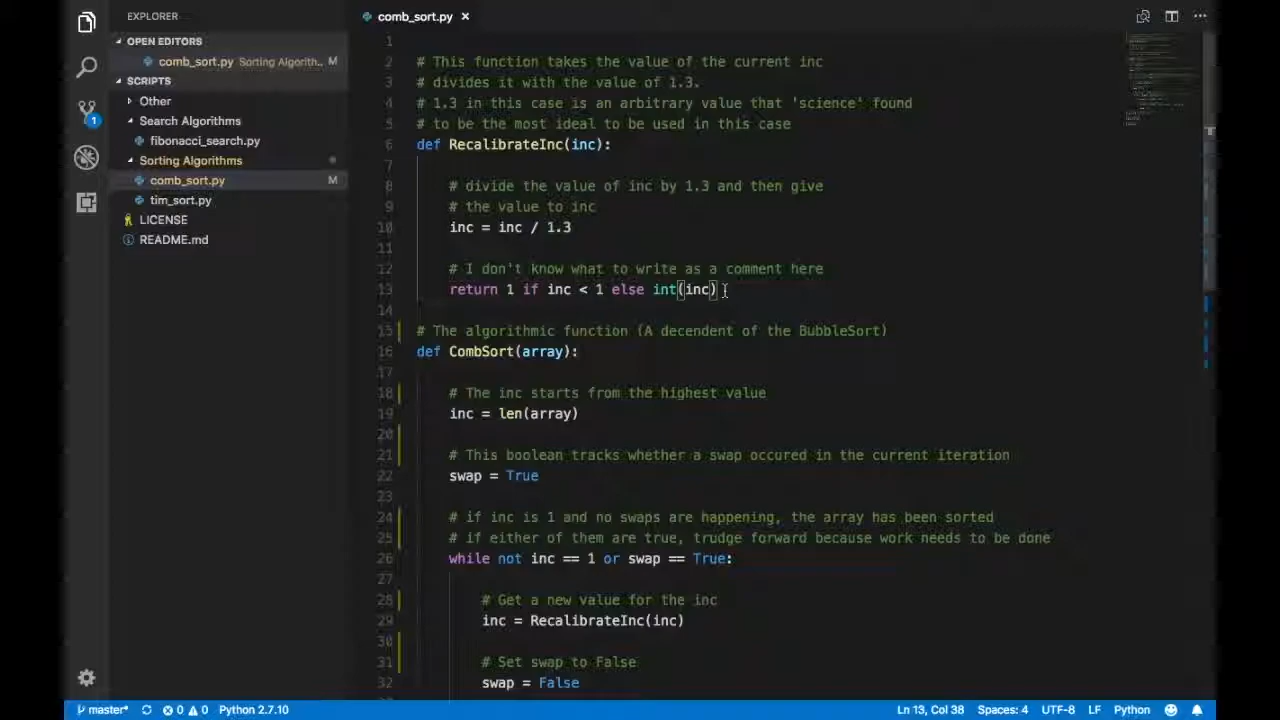 EXPLORER
OPEN EDITORS
comb_sort.py Sorting Algorith.. M
SCRIPTS
Other
Search Algorithms
fibonacci_search.py
Sorting Algorithms
comb_sort.py M
tim_sort.py
LICENSE
README.md
1
comb_sort.py ×
1
2 # This function takes the value of the current inc
3 # divides it with the value of 1.3.
4 # 1.3 in this case is an arbitrary value that 'science' found
5 # to be the most ideal to be used in this case
6 def RecalibrateInc(inc):
7
8 # divide the value of inc by 1.3 and then give
9 # the value to inc
10 inc = inc / 1.3
11
12 # I don't know what to write as a comment here
13 return 1 if inc < 1 else int(inc)
14
15 # The algorithmic function (A decendent of the BubbleSort)
16 def CombSort(array):
17
18 # The inc starts from the highest value
19 inc = len(array)
20
21 # This boolean tracks whether a swap occured in the current iteration
22 swap = True
23
24 # if inc is 1 and no swaps are happening, the array has been sorted
25 # if either of them are true, trudge forward because work needs to be done
26 while not inc == 1 or swap == True:
27
28 # Get a new value for the inc
29 inc = RecalibrateInc(inc)
30
31 # Set swap to False
32 swap = False
master* 0 0 Python 2.7.10 Ln 13, Col 38 Spaces: 4 UTF-8 LF Python